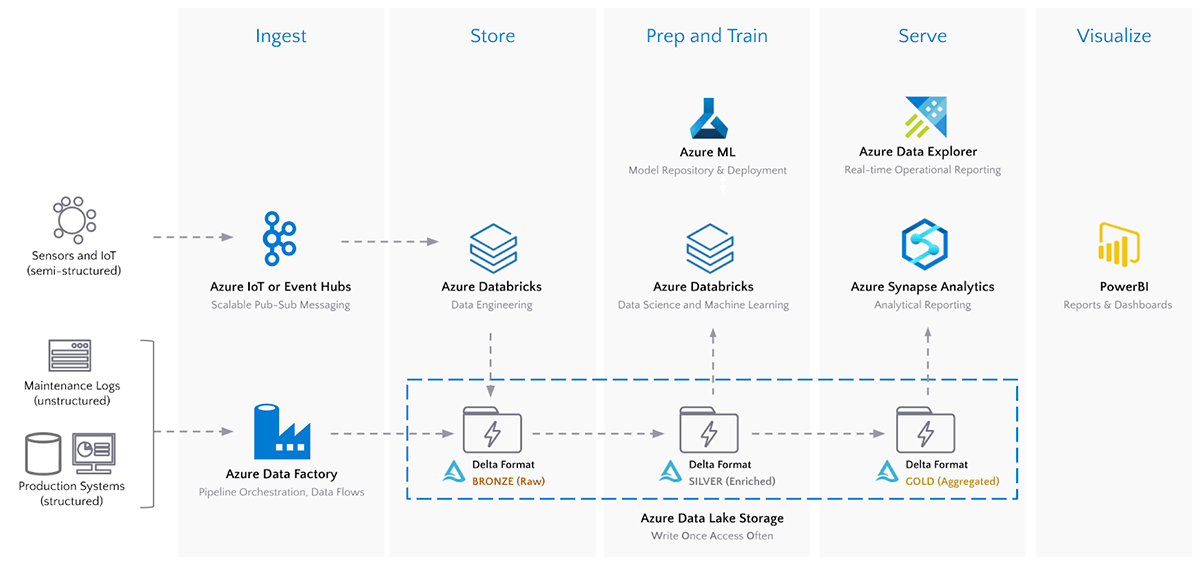 Ingest
Store
Prep and Train
Serve
Visualize
Azure ML
Model Repository & Deployment
Azure Data Explorer
Real-time Operational Reporting
Sensors and IoT
(semi-structured)
Azure IoT or Event Hubs
Scalable Pub-Sub Messaging
Azure Databricks
Data Engineering
Azure Databricks
Data Science and Machine Learning
Azure Synapse Analytics
Analytical Reporting
PowerBI
Reports & Dashboards
Maintenance Logs
(unstructured)
Production Systems
(structured)
Azure Data Factory
Pipeline Orchestration, Data Flows
Delta Format
BRONZE (Raw)
Delta Format
SILVER (Enriched)
Delta Format
GOLD (Aggregated)
Azure Data Lake Storage
Write Once Access Often